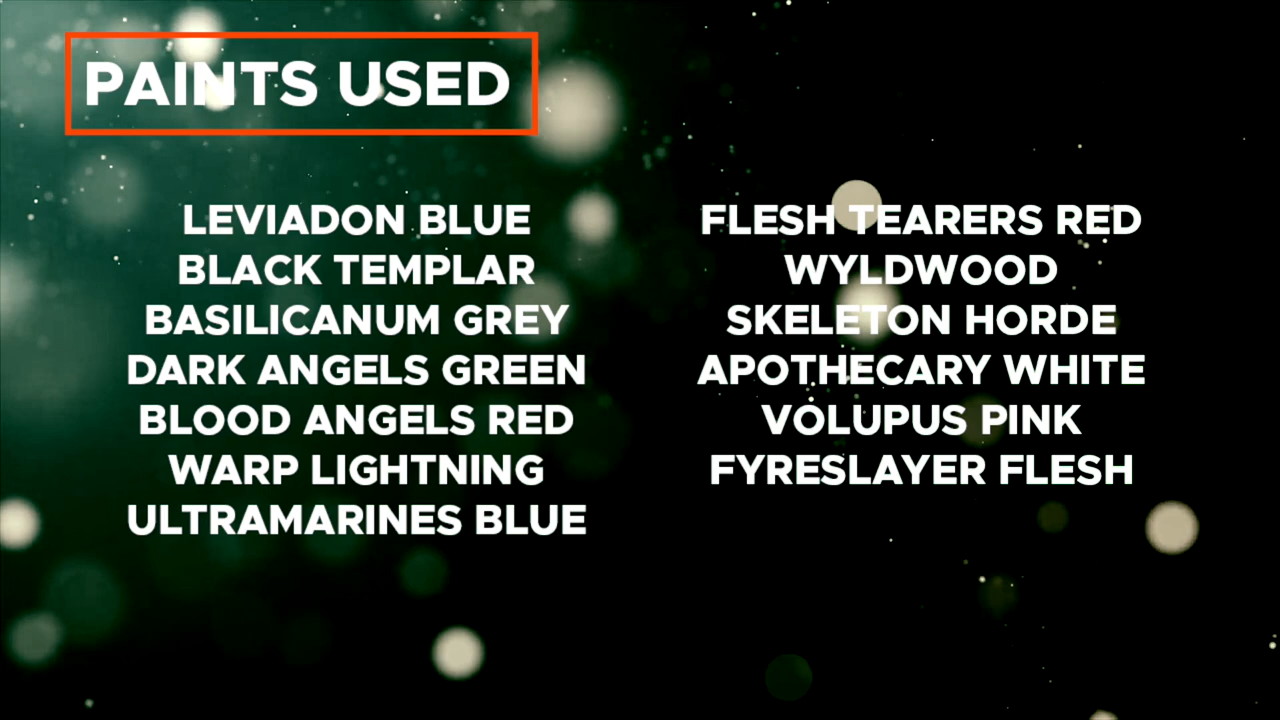 PAINTS USED
LEVIADON BLUE
BLACK TEMPLAR
BASILICANUM GREY
DARK ANGELS GREEN
BLOOD ANGELS RED
WARP LIGHTNING
ULTRAMARINES BLUE
FLESH TEARERS RED
WYLDWOOD
SKELETON HORDE
APOTHECARY WHITE
VOLUPUS PINK
FYRESLAYER FLESH